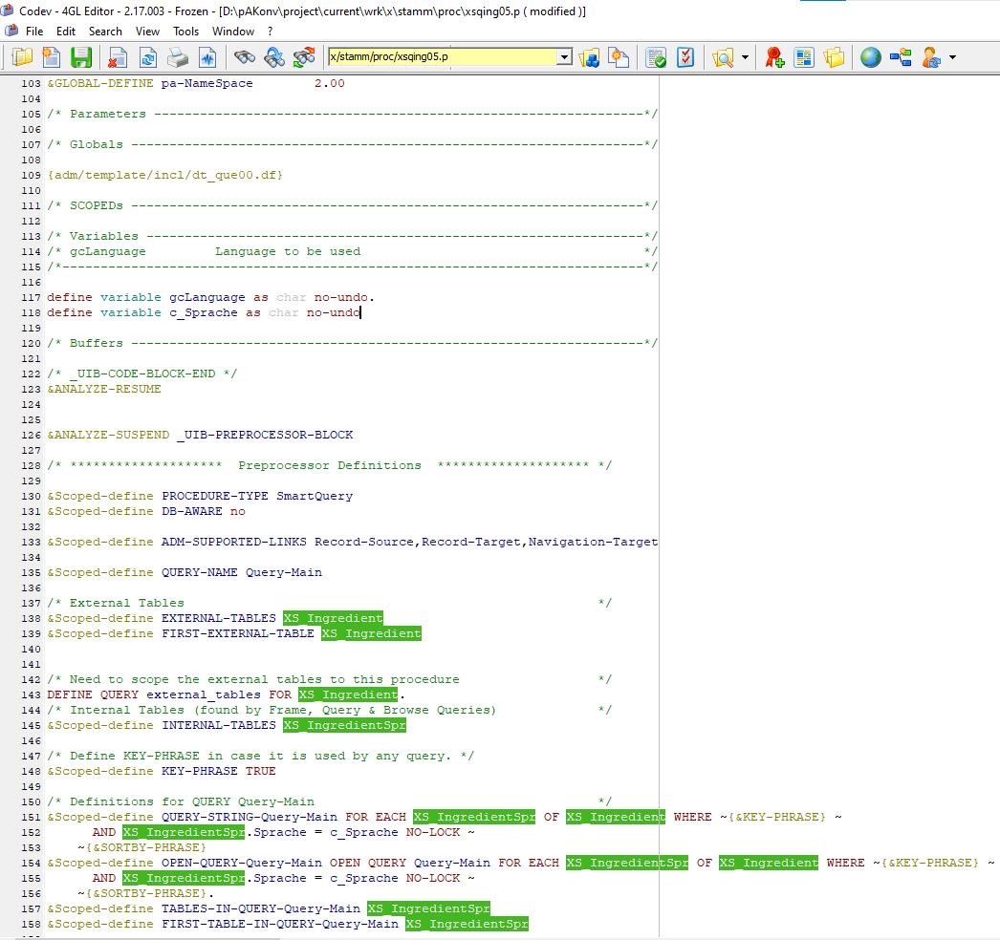 Codev - 4GL Editor - 2.17.003 - Frozen - [D:\pAKonv\project\current\wrk\x\stamm\proc\xsqing05.p ( modified )]
File Edit Search View Tools Window ?
x/stamm/proc/xsqing05.p
103 &GLOBAL-DEFINE pa-NameSpace        2.00
104
105 /* Parameters ----------------------------------------------------------------*/
106
107 /* Globals -------------------------------------------------------------------*/
108
109 {adm/template/incl/dt_que00.df}
110
111 /* SCOPEDs -------------------------------------------------------------------*/
112
113 /* Variables -----------------------------------------------------------------*/
114 /* gcLanguage         Language to be used                                     */
115 /*----------------------------------------------------------------------------*/
116
117 define variable gcLanguage as char no-undo.
118 define variable c_Sprache as char no-undo
119
120 /* Buffers -------------------------------------------------------------------*/
121
122 /* _UIB-CODE-BLOCK-END */
123 &ANALYZE-RESUME
124
125
126 &ANALYZE-SUSPEND _UIB-PREPROCESSOR-BLOCK
127
128 /* ********************  Preprocessor Definitions  ******************** */
129
130 &Scoped-define PROCEDURE-TYPE SmartQuery
131 &Scoped-define DB-AWARE no
132
133 &Scoped-define ADM-SUPPORTED-LINKS Record-Source,Record-Target,Navigation-Target
134
135 &Scoped-define QUERY-NAME Query-Main
136
137 /* External Tables                                                      */
138 &Scoped-define EXTERNAL-TABLES XS_Ingredient
139 &Scoped-define FIRST-EXTERNAL-TABLE XS_Ingredient
140
141
142 /* Need to scope the external tables to this procedure                  */
143 DEFINE QUERY external_tables FOR XS_Ingredient.
144 /* Internal Tables (found by Frame, Query & Browse Queries)             */
145 &Scoped-define INTERNAL-TABLES XS_IngredientSpr
146
147 /* Define KEY-PHRASE in case it is used by any query. */
148 &Scoped-define KEY-PHRASE TRUE
149
150 /* Definitions for QUERY Query-Main                                     */
151 &Scoped-define QUERY-STRING-Query-Main FOR EACH XS_IngredientSpr OF XS_Ingredient WHERE ~{&KEY-PHRASE} ~
152       AND XS_IngredientSpr.Sprache = c_Sprache NO-LOCK ~
153     ~{&SORTBY-PHRASE}
154 &Scoped-define OPEN-QUERY-Query-Main OPEN QUERY Query-Main FOR EACH XS_IngredientSpr OF XS_Ingredient WHERE ~{&KEY-PHRASE} ~
155       AND XS_IngredientSpr.Sprache = c_Sprache NO-LOCK ~
156     ~{&SORTBY-PHRASE}.
157 &Scoped-define TABLES-IN-QUERY-Query-Main XS_IngredientSpr
158 &Scoped-define FIRST-TABLE-IN-QUERY-Query-Main XS_IngredientSpr